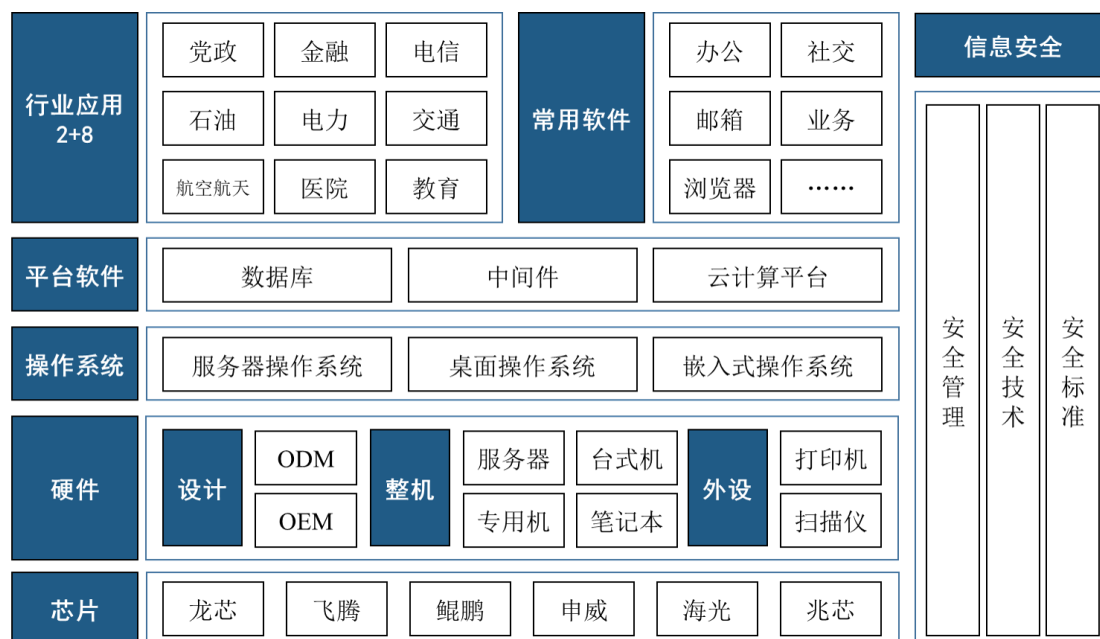 行业应用
2+8
党政
金融
电信
石油
电力
交通
航空航天
医院
教育
常用软件
办公
社交
邮箱
业务
浏览器
……
平台软件
数据库
中间件
云计算平台
操作系统
服务器操作系统
桌面操作系统
嵌入式操作系统
硬件
设计
ODM
OEM
整机
服务器
台式机
专用机
笔记本
外设
打印机
扫描仪
芯片
龙芯
飞腾
鲲鹏
申威
海光
兆芯
信息安全
安全管理
安全技术
安全标准